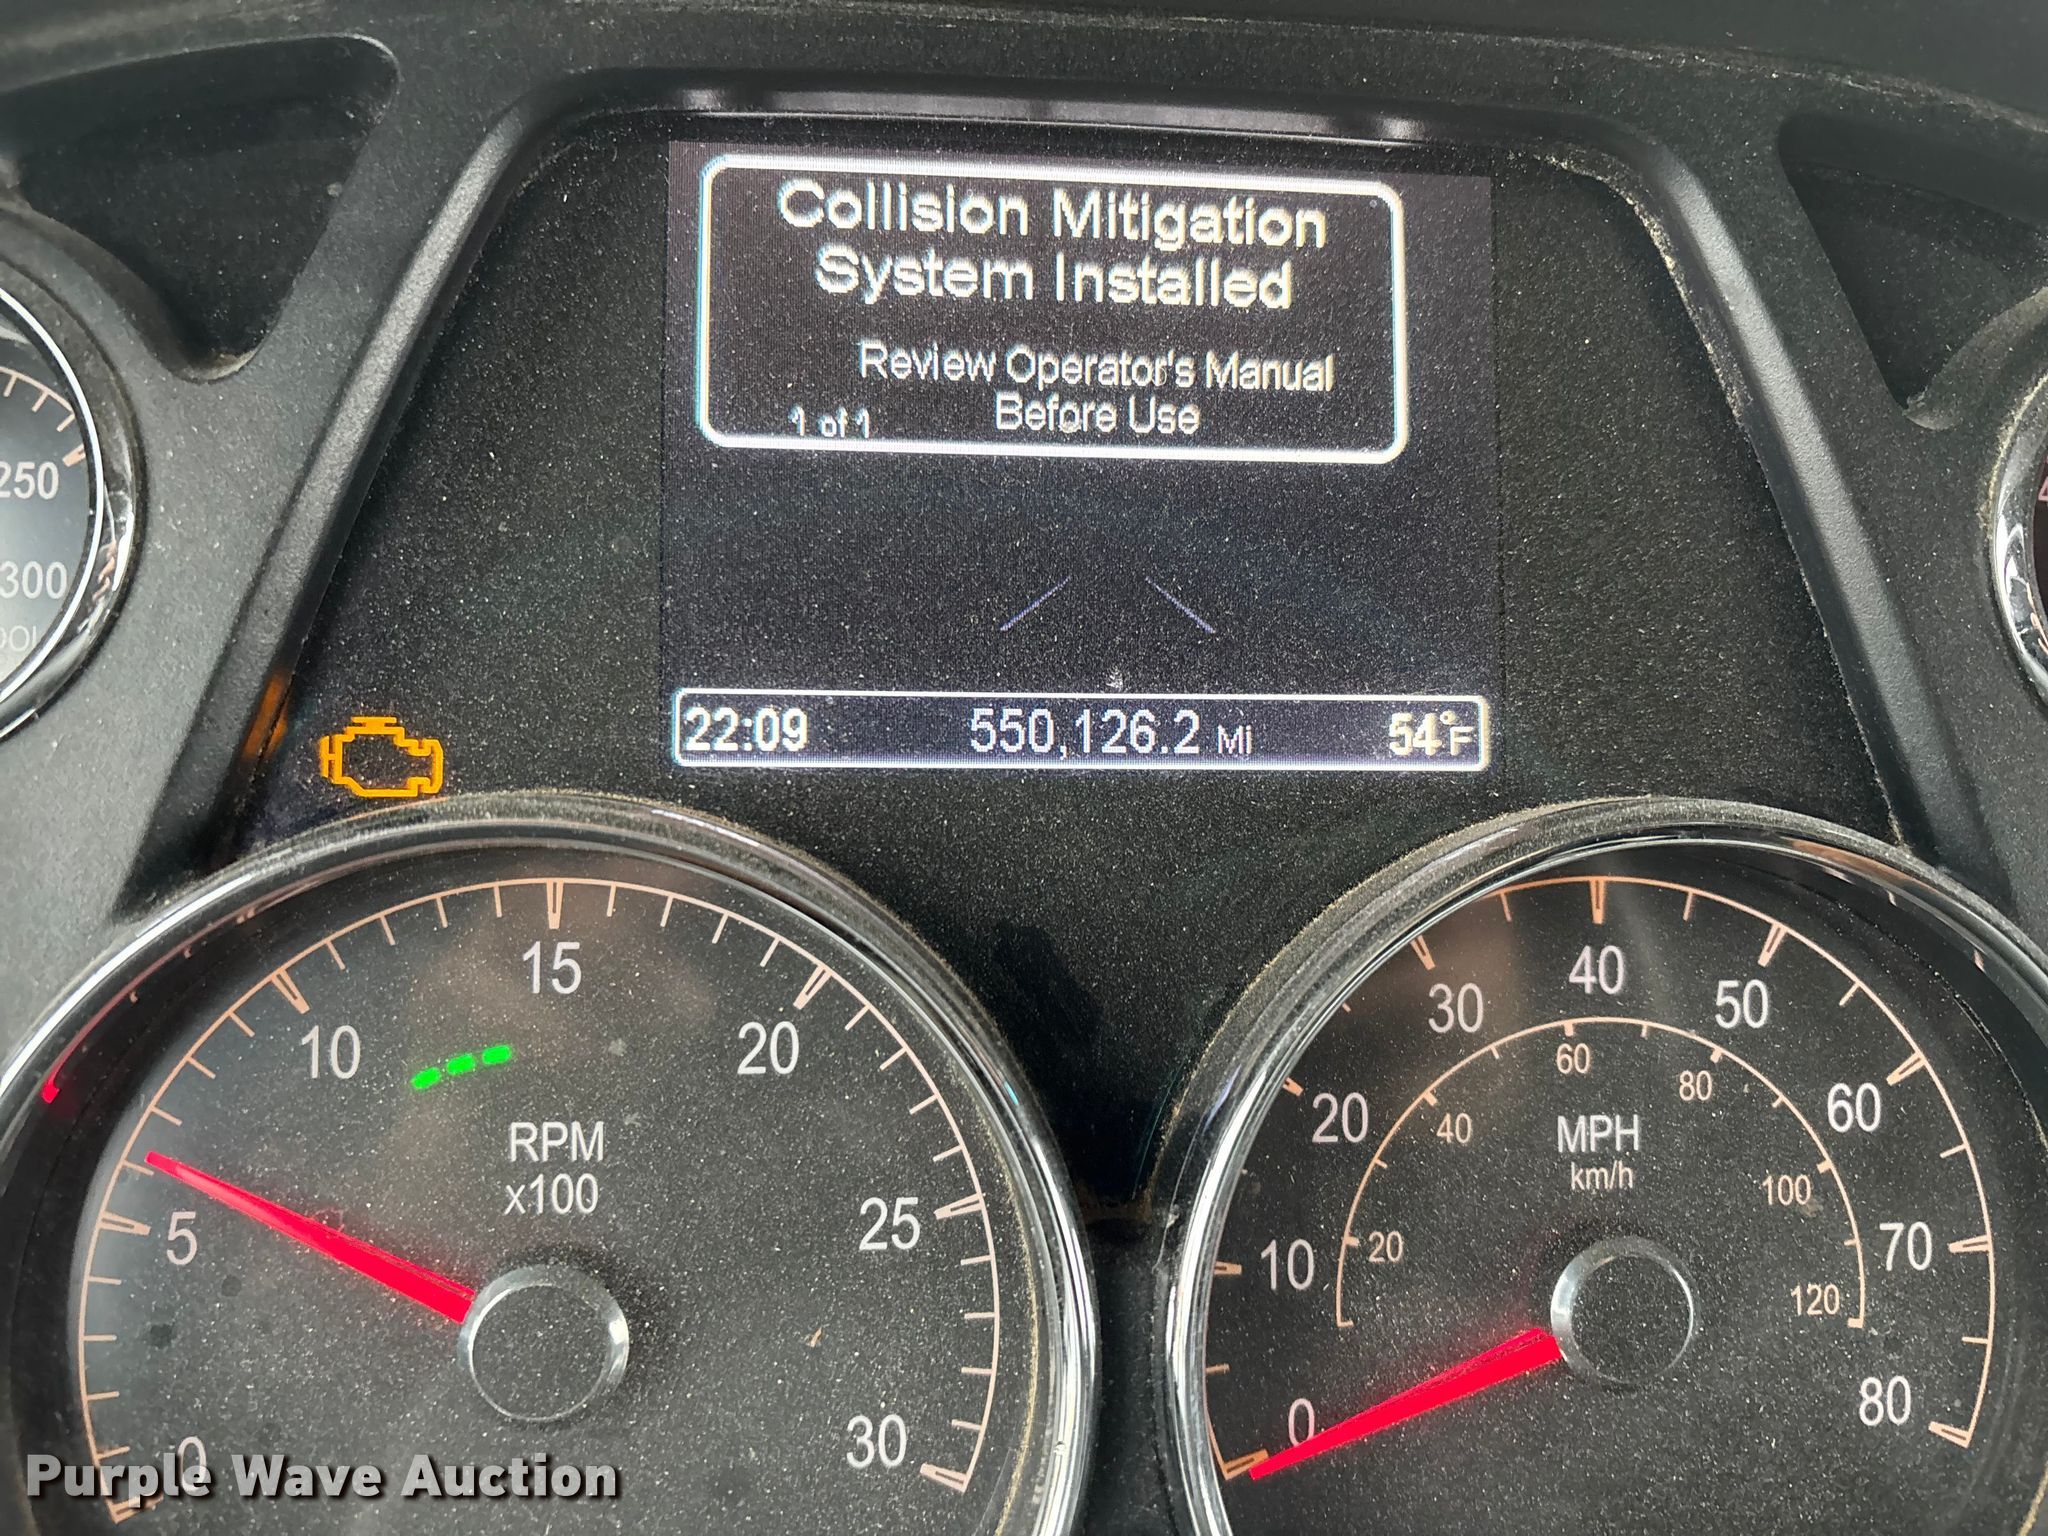 Collision Mitigation
System Installed
Review Operator's Manual
Before Use
1 of 1
22:09 550,126.2 Mi 54°F
250
300
0
5
10
15
20
25
30
RPM
x100
0
10
20
30
40
50
60
70
80
MPH
km/h
20
40
60
80
100
120
Purple Wave Auction